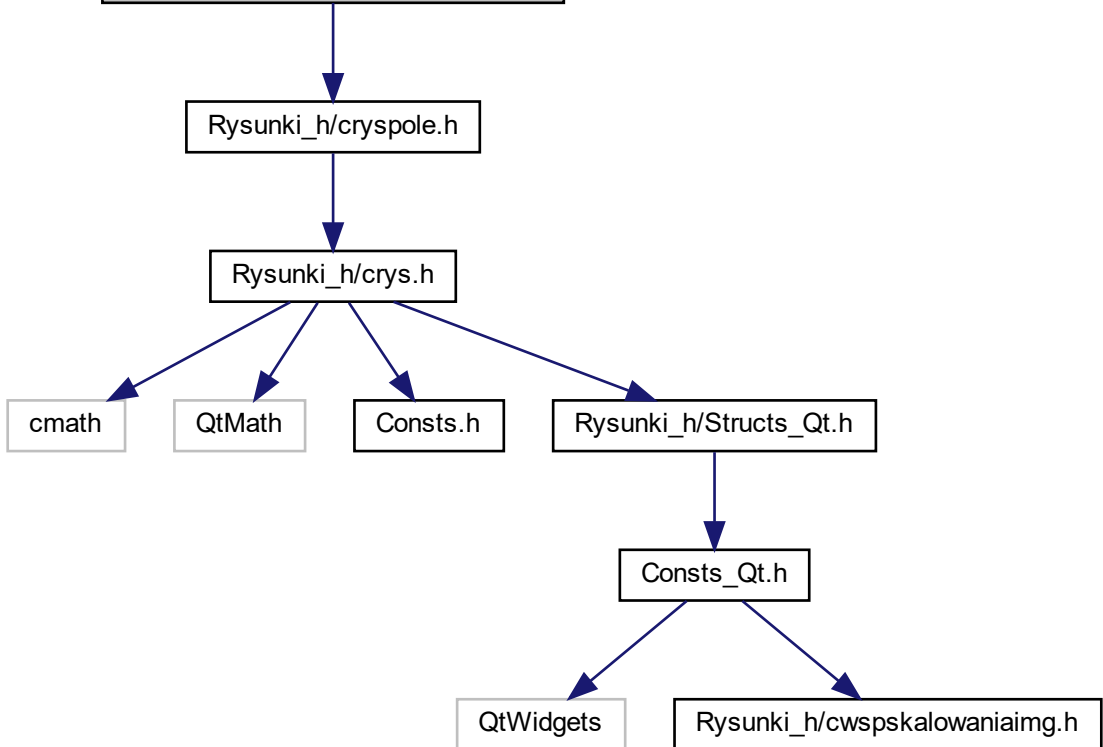 Rysunki_h/cryspole.h
Rysunki_h/crys.h
cmath
QtMath
Consts.h
Rysunki_h/Structs_Qt.h
Consts_Qt.h
QtWidgets
Rysunki_h/cwspskalowaniaimg.h